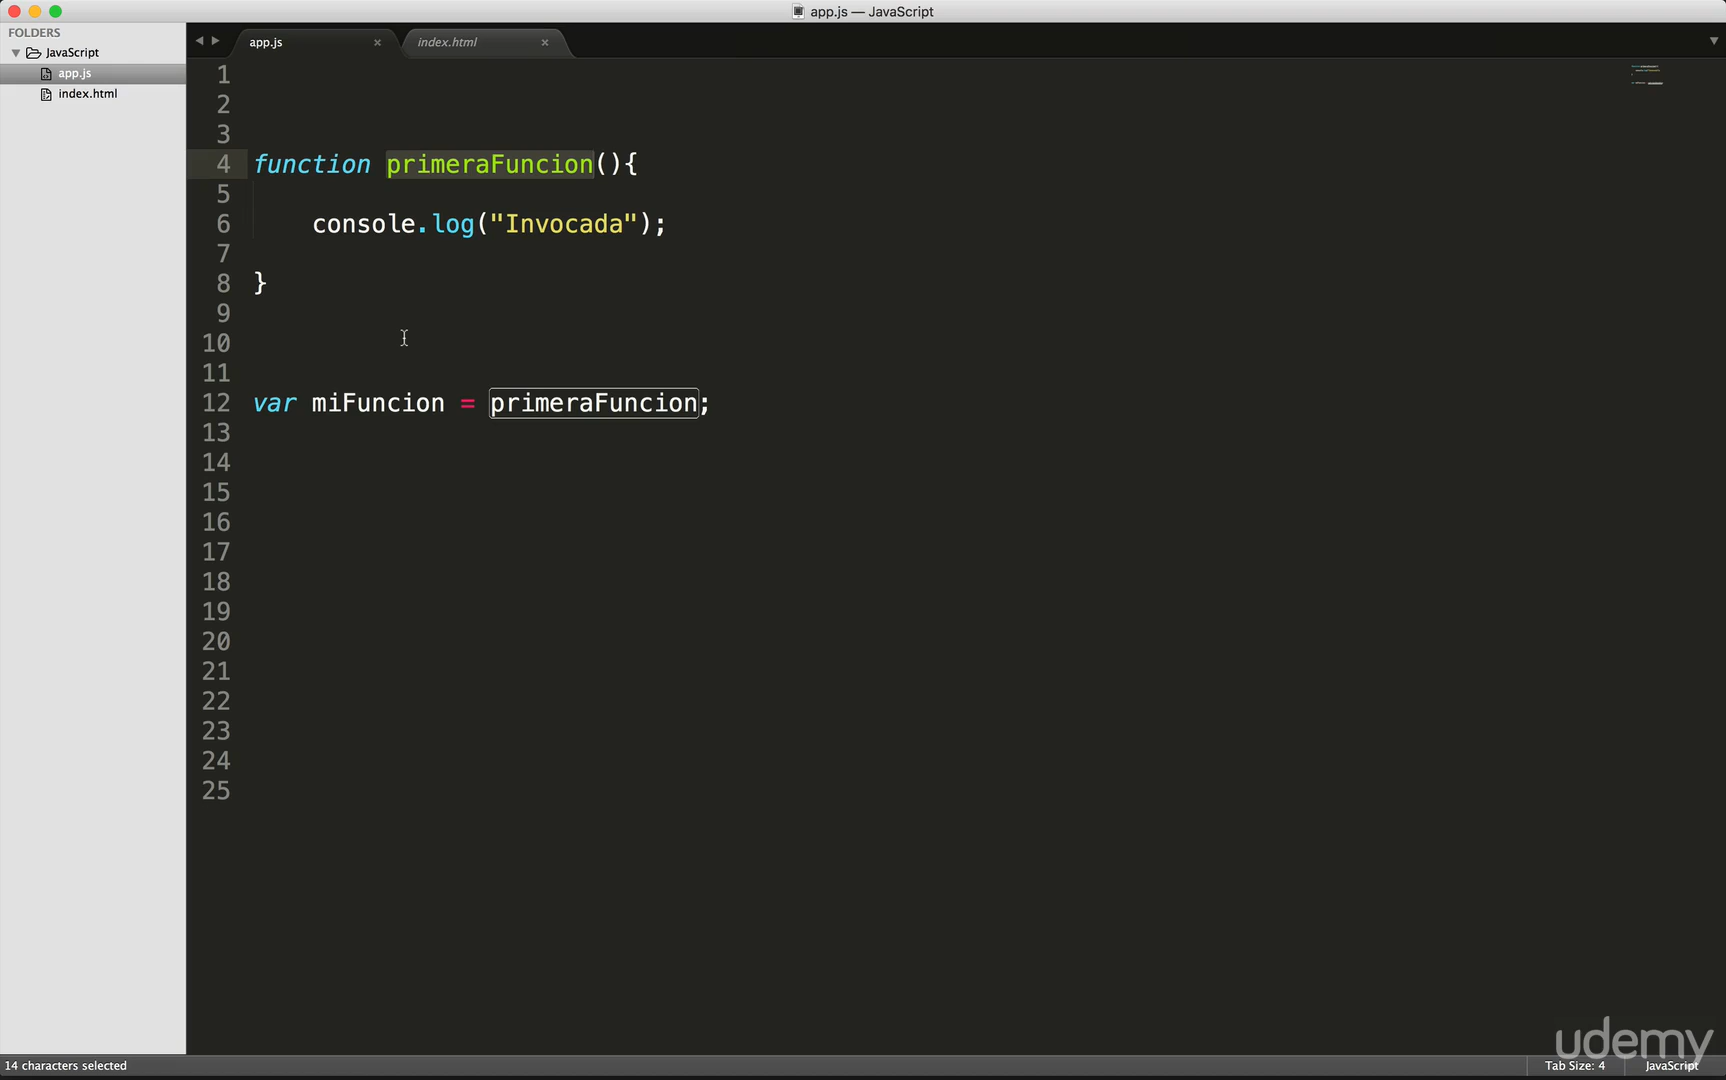 app.js — JavaScript
FOLDERS
JavaScript
app.js
index.html
app.js × index.html ×
1
2
3
4 function primeraFuncion(){
5
6 console.log("Invocada");
7
8 }
9
10
11
12 var miFuncion = primeraFuncion;
13
14
15
16
17
18
19
20
21
22
23
24
25
udemy
14 characters selected Tab Size: 4 JavaScript